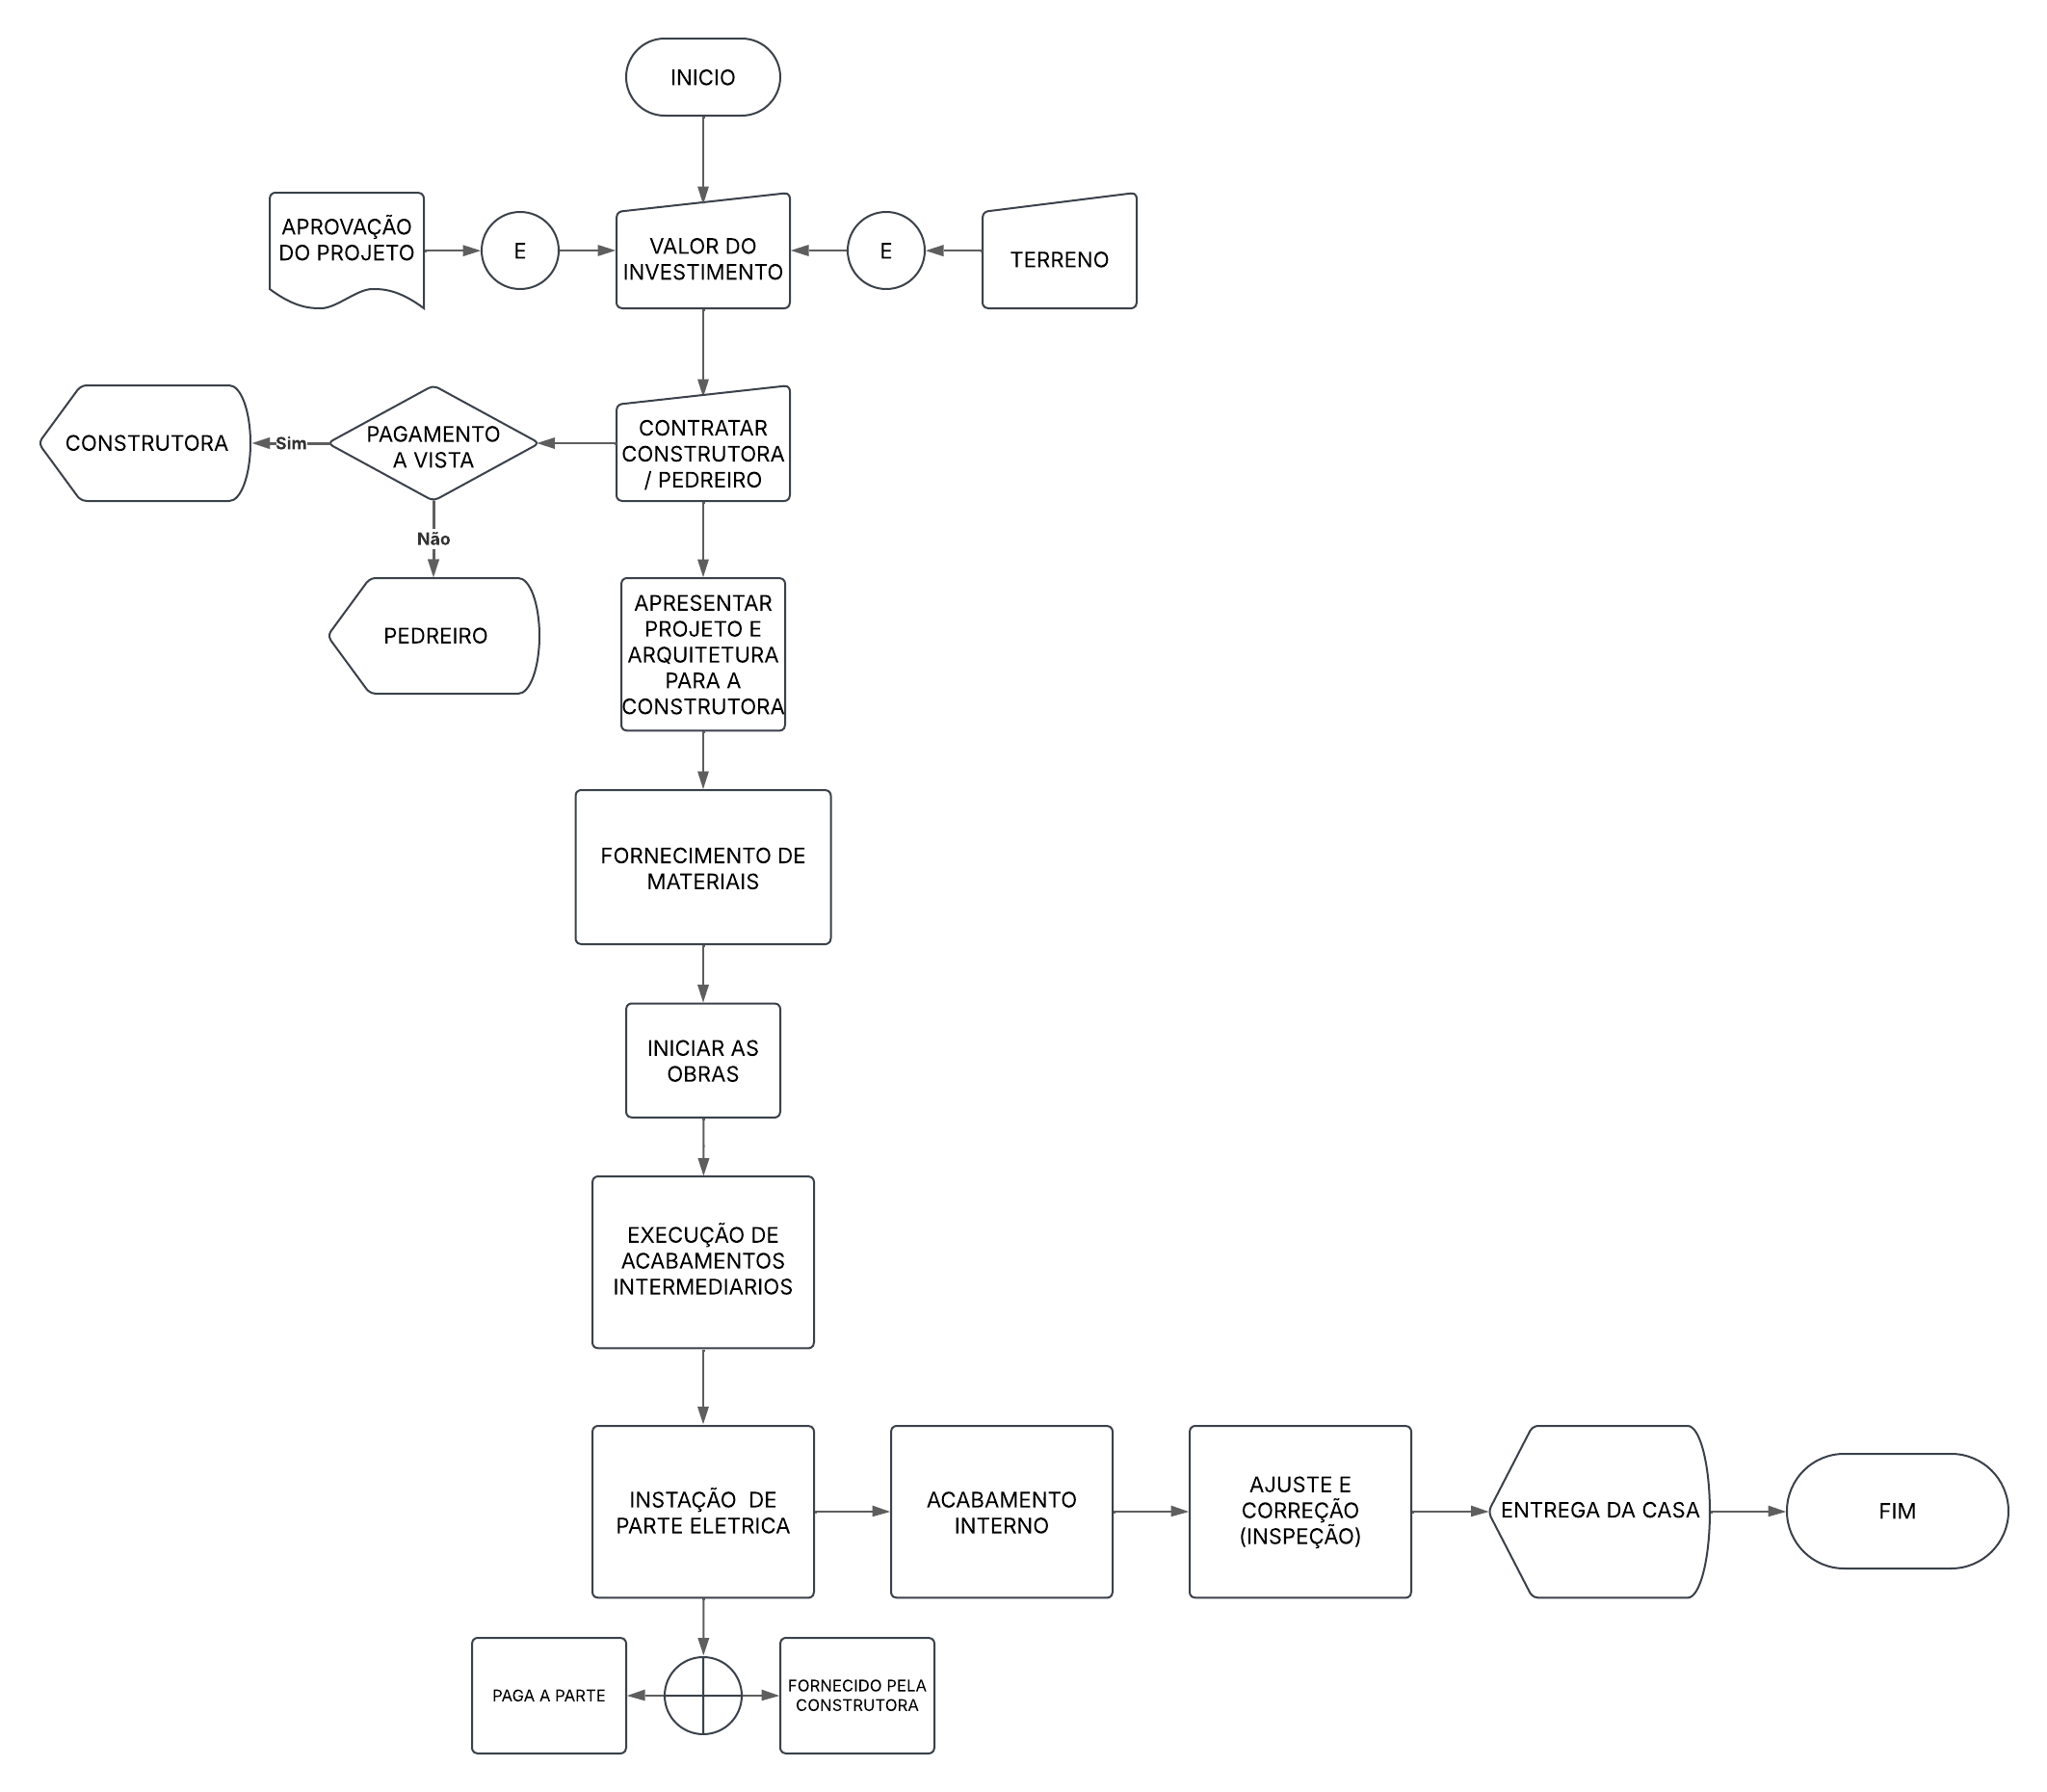 INICIO
APROVAÇÃO
DO PROJETO
E
VALOR DO
INVESTIMENTO
E
TERRENO
CONSTRUTORA
Sim
PAGAMENTO
A VISTA
CONTRATAR
CONSTRUTORA
/ PEDREIRO
Não
PEDREIRO
APRESENTAR
PROJETO E
ARQUITETURA
PARA A
CONSTRUTORA
FORNECIMENTO DE
MATERIAIS
INICIAR AS
OBRAS
EXECUÇÃO DE
ACABAMENTOS
INTERMEDIARIOS
INSTAÇÃO  DE
PARTE ELETRICA
ACABAMENTO
INTERNO
AJUSTE E
CORREÇÃO
(INSPEÇÃO)
ENTREGA DA CASA
FIM
PAGA A PARTE
FORNECIDO PELA
CONSTRUTORA